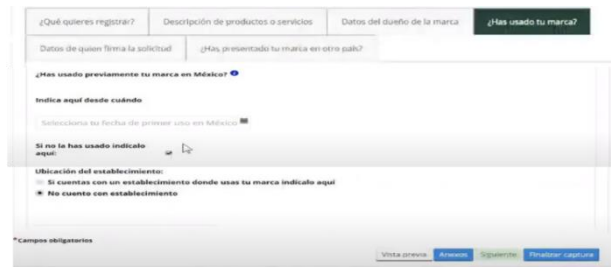 ¿Qué quieres registrar? Descripción de productos o servicios Datos del dueño de la marca ¿Has usado tu marca?
Datos de quien firma la solicitud ¿Has presentado tu marca en otro país?
¿Has usado previamente tu marca en México?
Indica aquí desde cuándo
Selecciona tu fecha de primer uso en México
Si no la has usado indícalo
aquí:
Ubicación del establecimiento:
Si cuentas con un establecimiento donde usas tu marca indícalo aquí
No cuento con establecimiento
*Campos obligatorios
Vista previa Anexos Siguiente Finalizar captura